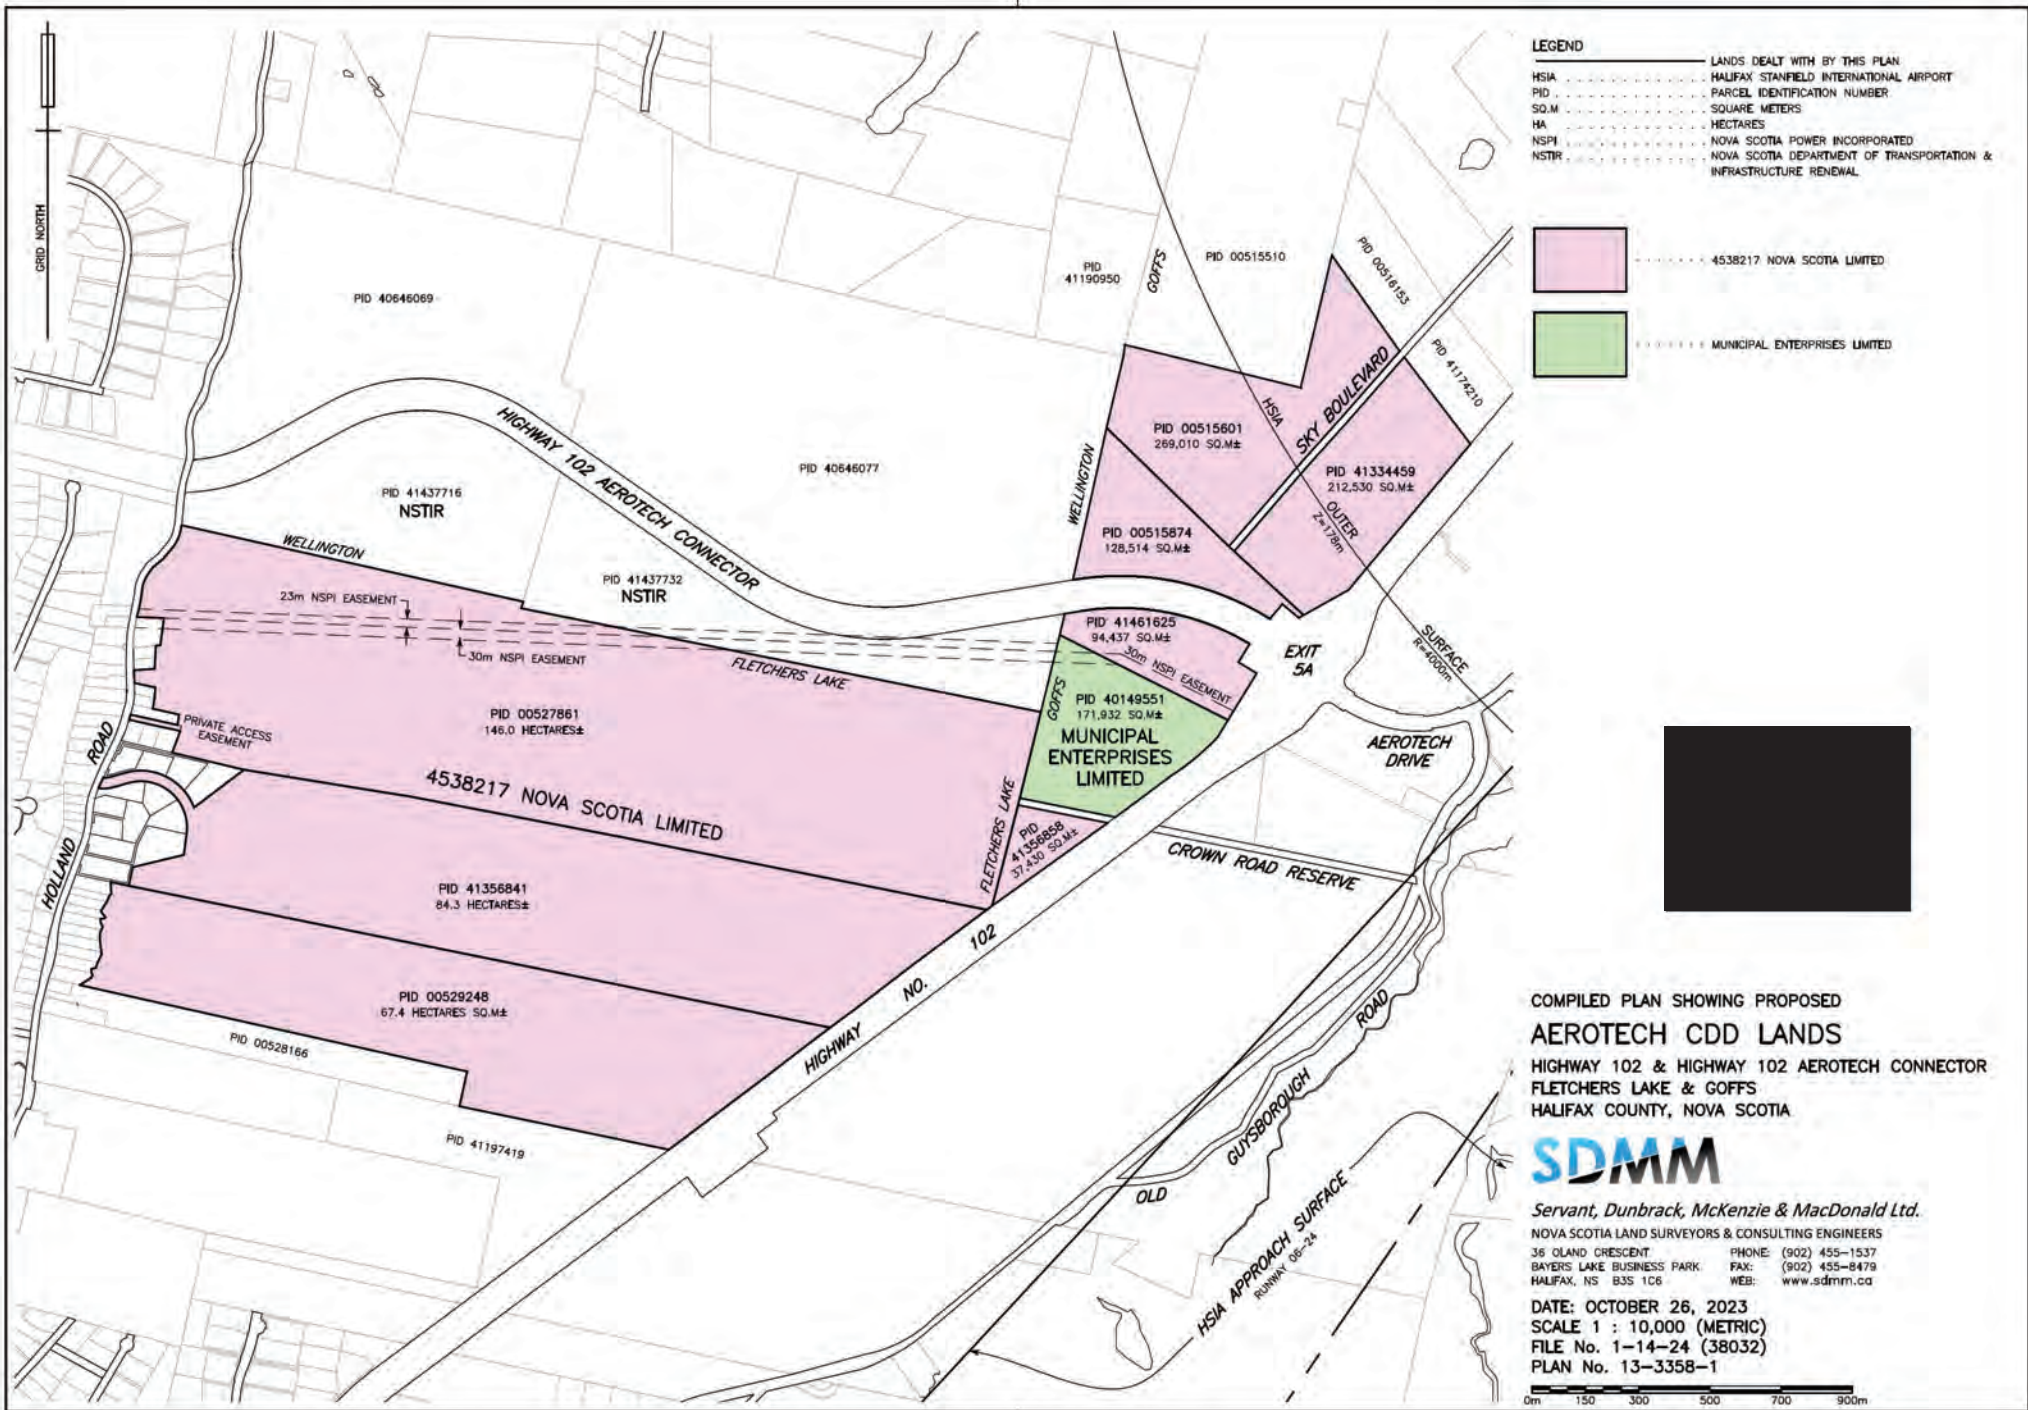 LEGEND
LANDS DEALT WITH BY THIS PLAN
HSIA . . . . . . . . . . . . . . . HALIFAX STANFIELD INTERNATIONAL AIRPORT
PID . . . . . . . . . . . . . . . PARCEL IDENTIFICATION NUMBER
SQ.M . . . . . . . . . . . . . . . SQUARE METERS
HA . . . . . . . . . . . . . . . HECTARES
NSPI . . . . . . . . . . . . . . . NOVA SCOTIA POWER INCORPORATED
NSTIR . . . . . . . . . . . . . . . NOVA SCOTIA DEPARTMENT OF TRANSPORTATION &
INFRASTRUCTURE RENEWAL
4538217 NOVA SCOTIA LIMITED
MUNICIPAL ENTERPRISES LIMITED
GRID NORTH
PID 40646069
PID
41190950
GOFFS
PID 00515510
PID 00516153
PID 41174210
HIGHWAY 102 AEROTECH CONNECTOR
PID 40646077
WELLINGTON
PID 00515601
269,010 SQ.M±
HSIA
SKY BOULEVARD
PID 41334459
212,530 SQ.M±
OUTER
Z=178m
PID 41437716
NSTIR
PID 00515874
128,514 SQ.M±
WELLINGTON
PID 41437732
NSTIR
23m NSPI EASEMENT
30m NSPI EASEMENT
FLETCHERS LAKE
PID 41461625
94,437 SQ.M±
30m NSPI EASEMENT
EXIT
5A
SURFACE
R=4000m
GOFFS
PID 40149551
171,932 SQ.M±
MUNICIPAL
ENTERPRISES
LIMITED
PRIVATE ACCESS
EASEMENT
PID 00527861
146.0 HECTARES±
AEROTECH
DRIVE
HOLLAND ROAD
4538217 NOVA SCOTIA LIMITED
FLETCHERS LAKE
PID
41356858
37,430 SQ.M±
CROWN ROAD RESERVE
PID 41356841
84.3 HECTARES±
HIGHWAY NO. 102
PID 00529248
67.4 HECTARES SQ.M±
PID 00528166
PID 41197419
OLD GUYSBOROUGH ROAD
HSIA APPROACH SURFACE
RUNWAY 06-24
COMPILED PLAN SHOWING PROPOSED
AEROTECH CDD LANDS
HIGHWAY 102 & HIGHWAY 102 AEROTECH CONNECTOR
FLETCHERS LAKE & GOFFS
HALIFAX COUNTY, NOVA SCOTIA
SDMM
Servant, Dunbrack, McKenzie & MacDonald Ltd.
NOVA SCOTIA LAND SURVEYORS & CONSULTING ENGINEERS
36 OLAND CRESCENT PHONE: (902) 455-1537
BAYERS LAKE BUSINESS PARK FAX: (902) 455-8479
HALIFAX, NS B3S 1C6 WEB: www.sdmm.ca
DATE: OCTOBER 26, 2023
SCALE 1 : 10,000 (METRIC)
FILE No. 1-14-24 (38032)
PLAN No. 13-3358-1
0m 150 300 500 700 900m